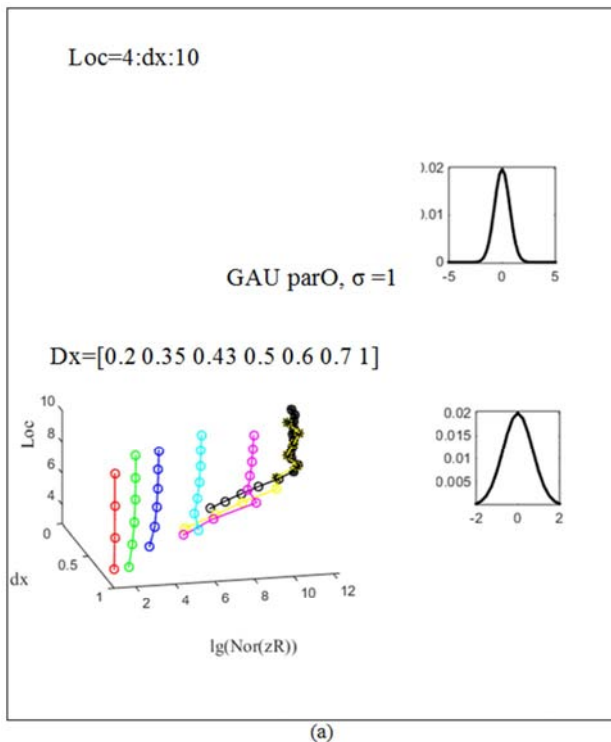 Loc=4:dx:10
0.02
0.01
0
-5 0 5
GAU parO, σ =1
Dx=[0.2 0.35 0.43 0.5 0.6 0.7 1]
10
8
6
4
Loc
0
0.5
1
dx
2 4 6 8 10 12
lg(Nor(zR))
0.02
0.015
0.01
0.005
-2 0 2
(a)